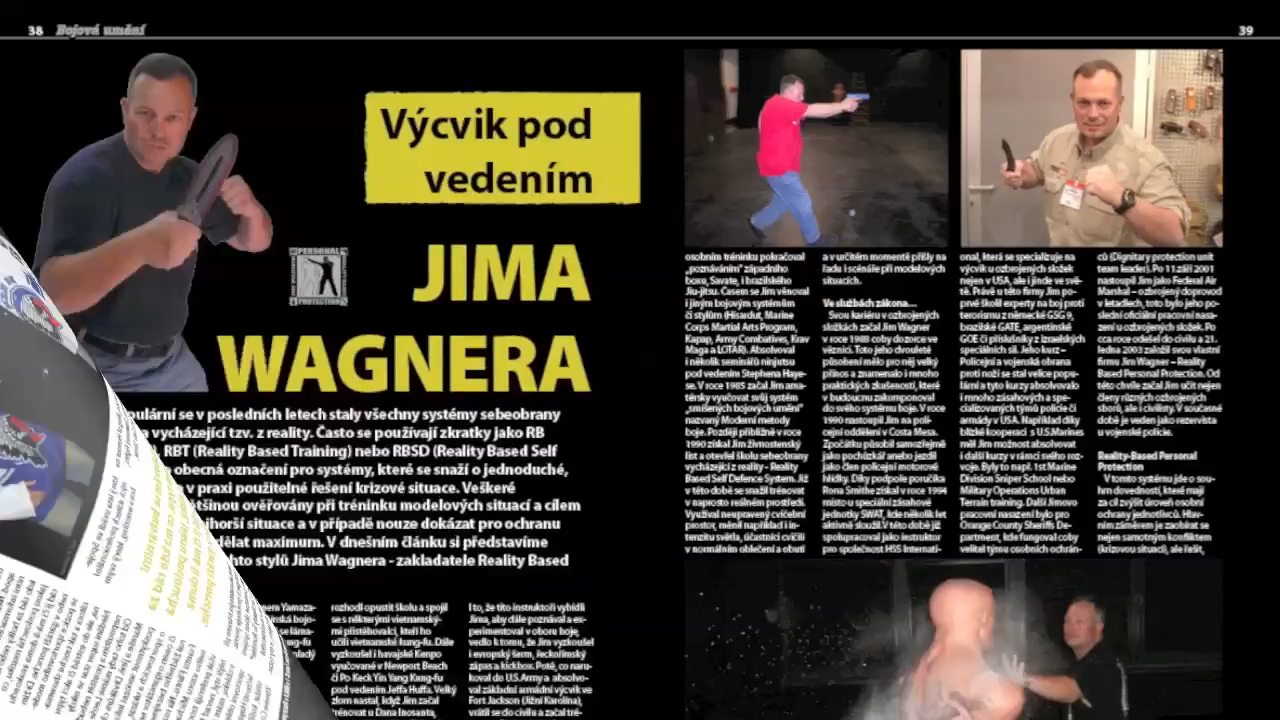 38 Bojová umění
39
Výcvik pod
vedením
JIMA
WAGNERA
PERSONAL
PROTECTION
v posledních letech staly všechny systémy sebeobrany
vycházející tzv. z reality. Často se používají zkratky jako RB
RBT (Reality Based Training) nebo RBSD (Reality Based Self
obecná označení pro systémy, které se snaží o jednoduché,
v praxi použitelné řešení krizové situace. Veškeré
ověřovány při tréninku modelových situací a cílem
situace a v případě nouze dokázat pro ochranu
maximum. V dnešním článku si představíme
stylů Jima Wagnera - zakladatele Reality Based
rozhodl opustit školu a spojil
se s některými vietnamský-
mi přistěhovalci, kteří ho
učili vietnamské kung-fu. Dále
vyzkoušel i havajské Kenpo
vyučované v Newport Beach
či Po Keck Yin Yang Kung-fu
pod vedením Jeffa Huffa. Velký
zlom nastal, když Jim začal
trénovat u Dana Inosanta,
I to, že tito instruktoři vybídli
Jima, aby dále poznával a ex-
perimentoval v oboru boje,
vedlo k tomu, že Jim vyzkoušel
i evropský šerm, řeckořímský
zápas a kickbox. Poté, co naru-
koval do U.S.Army a absolvo-
val základní armádní výcvik ve
Fort Jackson (Jižní Karolína),
vrátil se do civilu a začal tré-
osobním tréninku pokračoval
„poznáváním" západního
boxu, Savate, i brazilského
Jiu-jitsu. Časem se Jim věnoval
i jiným bojovým systémům
či stylům (Hisardut, Marine
Corps Martial Arts Program,
Kapap, Army Combatives, Krav
Maga a LOTAR). Absolvoval
i několik seminářů ninjutsu
pod vedením Stephena Haye-
se. V roce 1985 začal Jim ama-
térsky vyučovat svůj systém
„smíšených bojových umění"
nazvaný Moderní metody
boje. Později přibližně v roce
1990 získal Jim živnostenský
list a otevřel školu sebeobrany
vycházejíci z reality - Reality
Based Self Defence System. Již
v této době se snažil trénovat
v naprosto reálném prostředí.
Využíval neupravený cvičební
prostor, měnil například i in-
tenzitu světla, účastníci cvičili
v normálním oblečení a obutí
a v určitém momentě přišly na
řadu i scénáře při modelových
situacích.
Ve službách zákona...
Svou kariéru v ozbrojených
složkách začal Jim Wagner
v roce 1988 coby dozorce ve
věznici. Toto jeho dvouleté
působení mělo pro něj velký
přínos a znamenalo i mnoho
praktických zkušeností, které
v budoucnu zakomponoval
do svého systému boje. V roce
1990 nastoupil Jim na poli-
cejní oddělení v Costa Mesa.
Zpočátku působil samozřejmě
jako pochůzkář anebo jezdil
jako člen policejní motorové
hlídky. Díky podpoře poručíka
Rona Smithe získal v roce 1994
místo u speciální zásahové
jednotky SWAT, kde několik let
aktivně sloužil. V této době již
spolupracoval jako instruktor
pro společnost HSS Internati-
onal, která se specializuje na
výcvik u ozbrojených složek
nejen v USA, ale i jinde ve svě-
tě. Právě u této firmy Jim po-
prvé školil experty na boj proti
terorismu z německé GSG 9,
brazilské GATE, argentinské
GOE či příslušníky z izraelských
speciálních sil. Jeho kurz –
Policejní a vojenská obrana
proti noži se stal velice popu-
lární a tyto kurzy absolvovalo
i mnoho zásahových a spe-
cializovaných týmů policie či
armády v USA. Například díky
blízké kooperaci s U.S.Marines
měl Jim možnost absolvovat
i další kurzy v rámci svého roz-
voje. Byly to např. 1st Marine
Division Sniper School nebo
Military Operations Urban
Terrain training. Další Jimovo
pracovní nasazení bylo pro
Orange County Sheriffs De-
partment, kde fungoval coby
velitel týmu osobních ochrán-
ců (Dignitary protection unit
team leader). Po 11.září 2001
nastoupil Jim jako Federal Air
Marshal – ozbrojený doprovod
v letadlech, toto bylo jeho po-
slední oficiální pracovní nasa-
zení u ozbrojených složek. Po
cca roce odešel do civilu a 21.
ledna 2003 založil svou vlastní
firmu Jim Wagner – Reality
Based Personal Protection. Od
této chvíle začal Jim učit nejen
členy různých ozbrojených
sborů, ale i civilisty. V současné
době je veden jako rezervista
u vojenské policie.
Reality-Based Personal
Protection
V tomto systému jde o sou-
hrn dovedností, které mají
za cíl zvýšit úroveň osobní
ochrany jednotlivců. Hlav-
ním záměrem je zaobírat se
nejen samotným konfliktem
(krizovou situací), ale řešit,